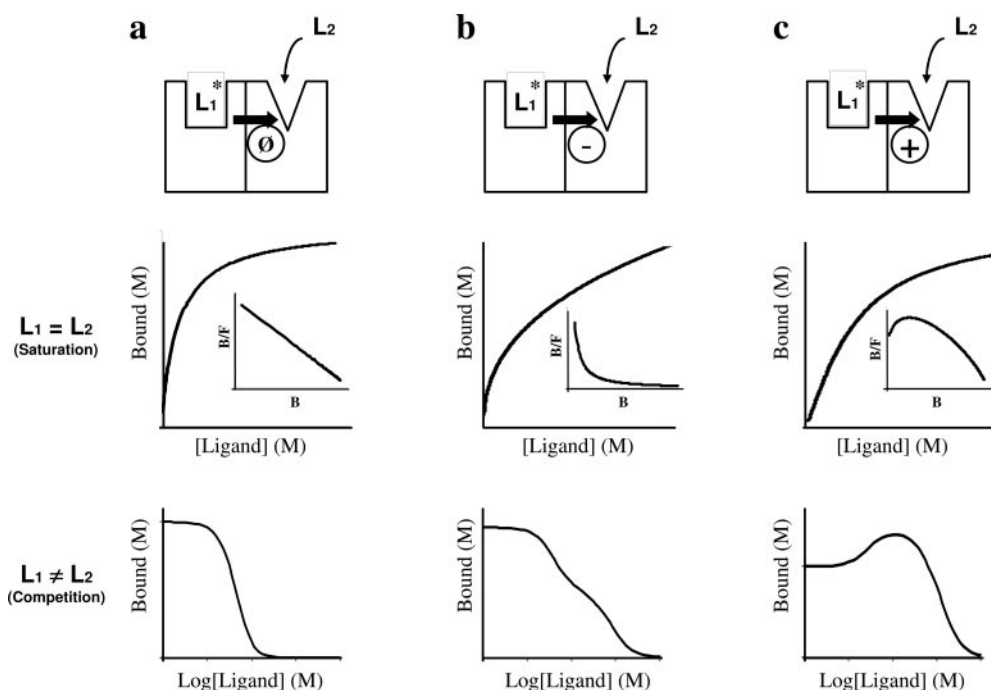 a
b
c
L2
L2
L2
L1*
L1*
L1*
Ø
-
+
L1 = L2
(Saturation)
Bound (M)
B/F
B
[Ligand] (M)
Bound (M)
B/F
B
[Ligand] (M)
Bound (M)
B/F
B
[Ligand] (M)
L1 ≠ L2
(Competition)
Bound (M)
Log[Ligand] (M)
Bound (M)
Log[Ligand] (M)
Bound (M)
Log[Ligand] (M)